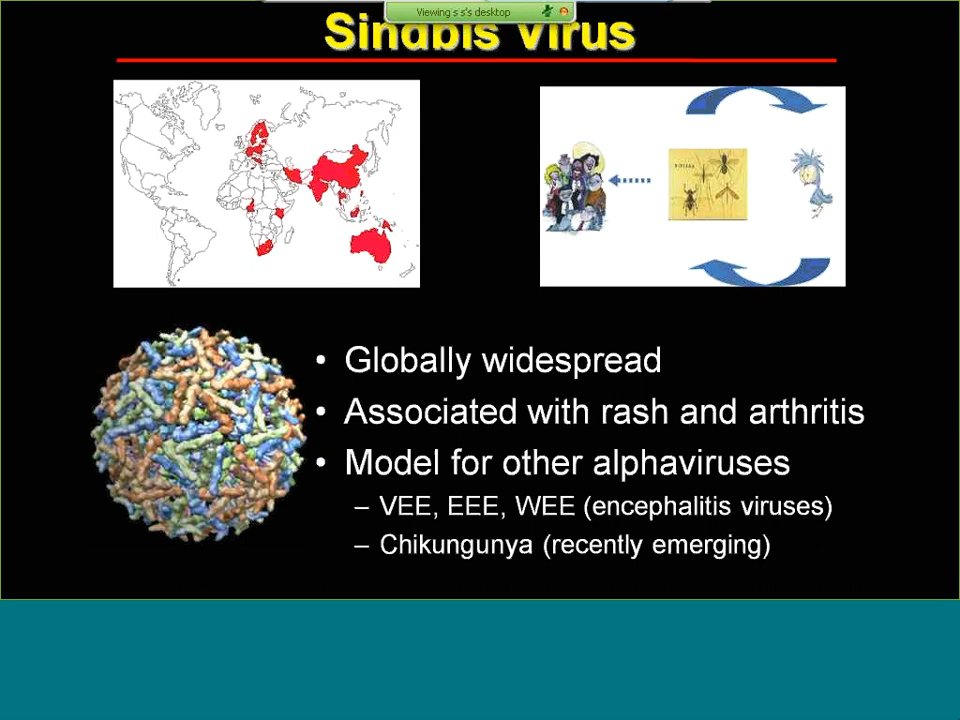 Viewing s s's desktop
Sindbis Virus
• Globally widespread
• Associated with rash and arthritis
• Model for other alphaviruses
– VEE, EEE, WEE (encephalitis viruses)
– Chikungunya (recently emerging)